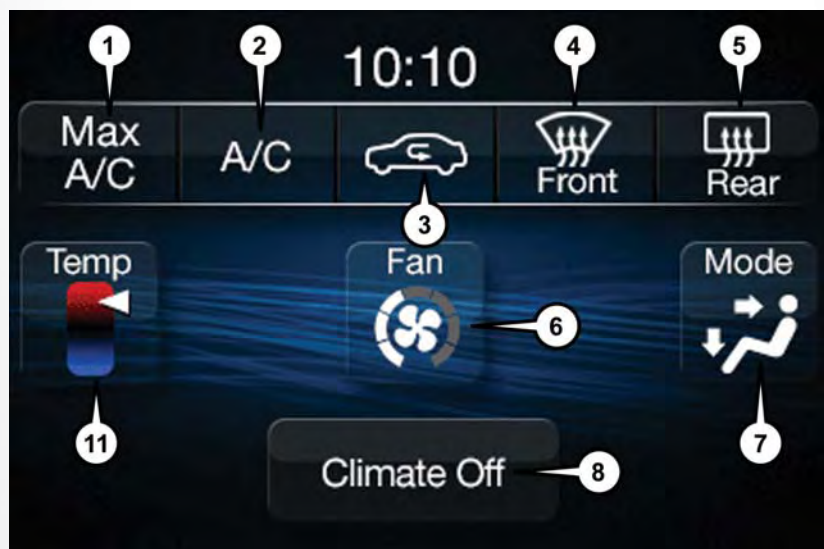 1
2
4
5
10:10
Max
A/C
A/C
Front
Rear
3
Temp
Fan
Mode
6
11
7
Climate Off
8